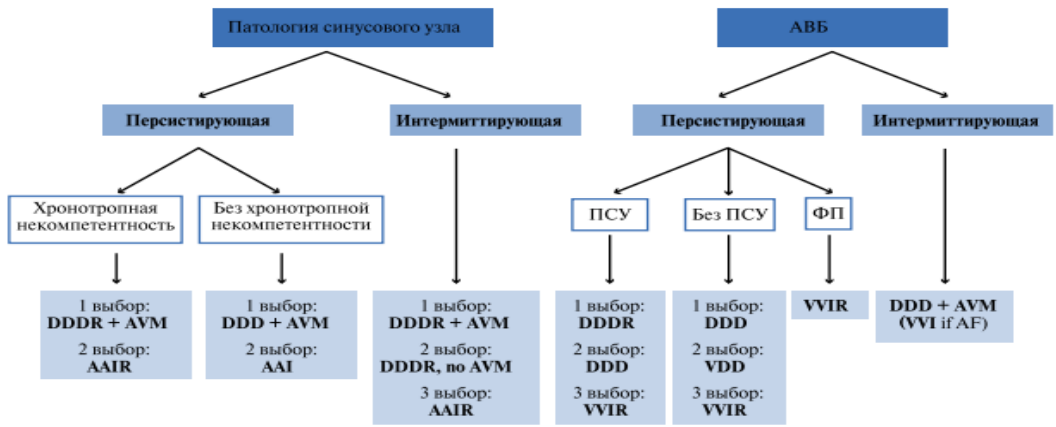 Патология синусового узла
АВБ
Персистирующая
Интермиттирующая
Персистирующая
Интермиттирующая
Хронотропная
некомпетентность
Без хронотропной
некомпетентности
ПСУ
Без ПСУ
ФП
1 выбор:
DDDR + AVM
2 выбор:
AAIR
1 выбор:
DDD + AVM
2 выбор:
AAI
1 выбор:
DDDR + AVM
2 выбор:
DDDR, no AVM
3 выбор:
AAIR
1 выбор:
DDDR
2 выбор:
DDD
3 выбор:
VVIR
1 выбор:
DDD
2 выбор:
VDD
3 выбор:
VVIR
VVIR
DDD + AVM
(VVI if AF)